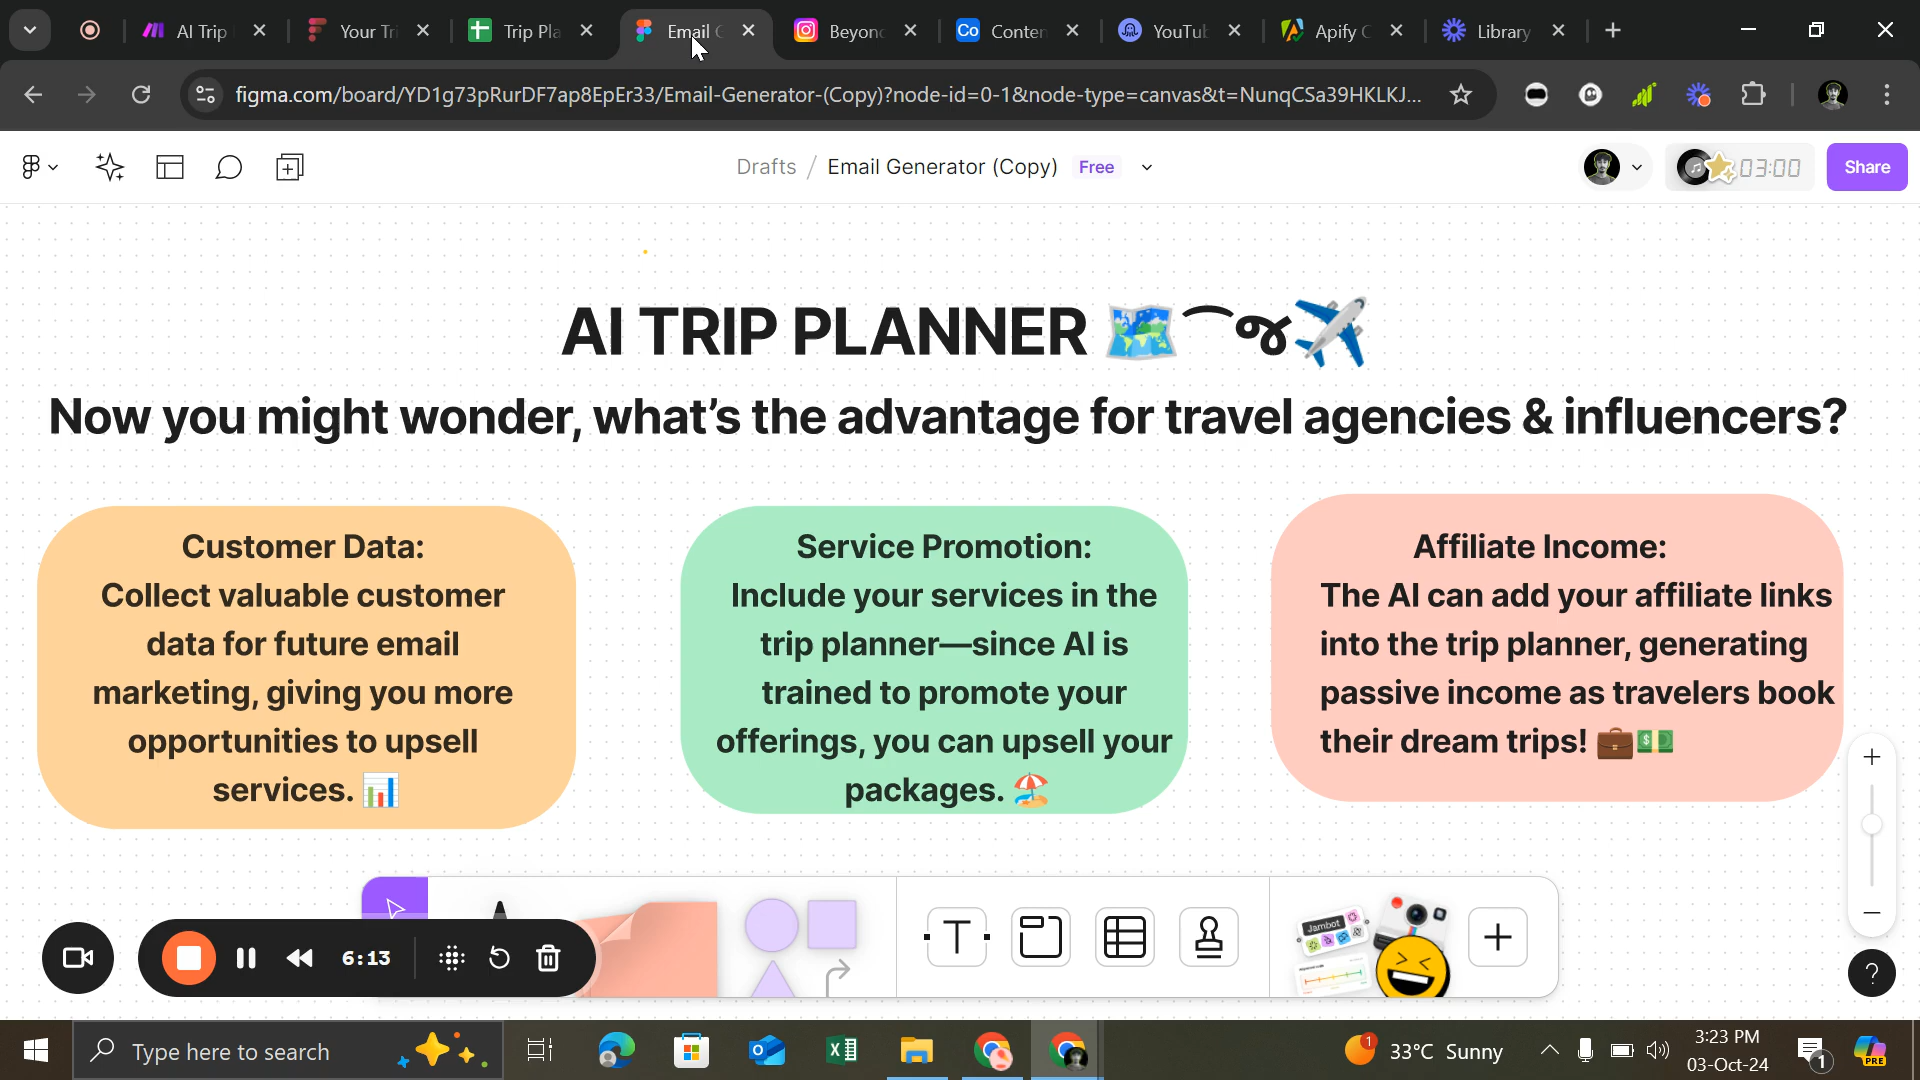 AI Trip
Your Tri
Trip Pla
Email G
Beyond
Conten
YouTub
Apify C
Library
figma.com/board/YD1g73pRurDF7ap8EpEr33/Email-Generator-(Copy)?node-id=0-1&node-type=canvas&t=NunqCSa39HKLKJ...
Drafts / Email Generator (Copy) Free
03:00
Share
AI TRIP PLANNER
Now you might wonder, what's the advantage for travel agencies & influencers?
Customer Data:
Collect valuable customer
data for future email
marketing, giving you more
opportunities to upsell
services.
Service Promotion:
Include your services in the
trip planner—since AI is
trained to promote your
offerings, you can upsell your
packages.
Affiliate Income:
The AI can add your affiliate links
into the trip planner, generating
passive income as travelers book
their dream trips!
Jambot
6:13
Type here to search
33°C Sunny
3:23 PM
03-Oct-24
1
1
PRE